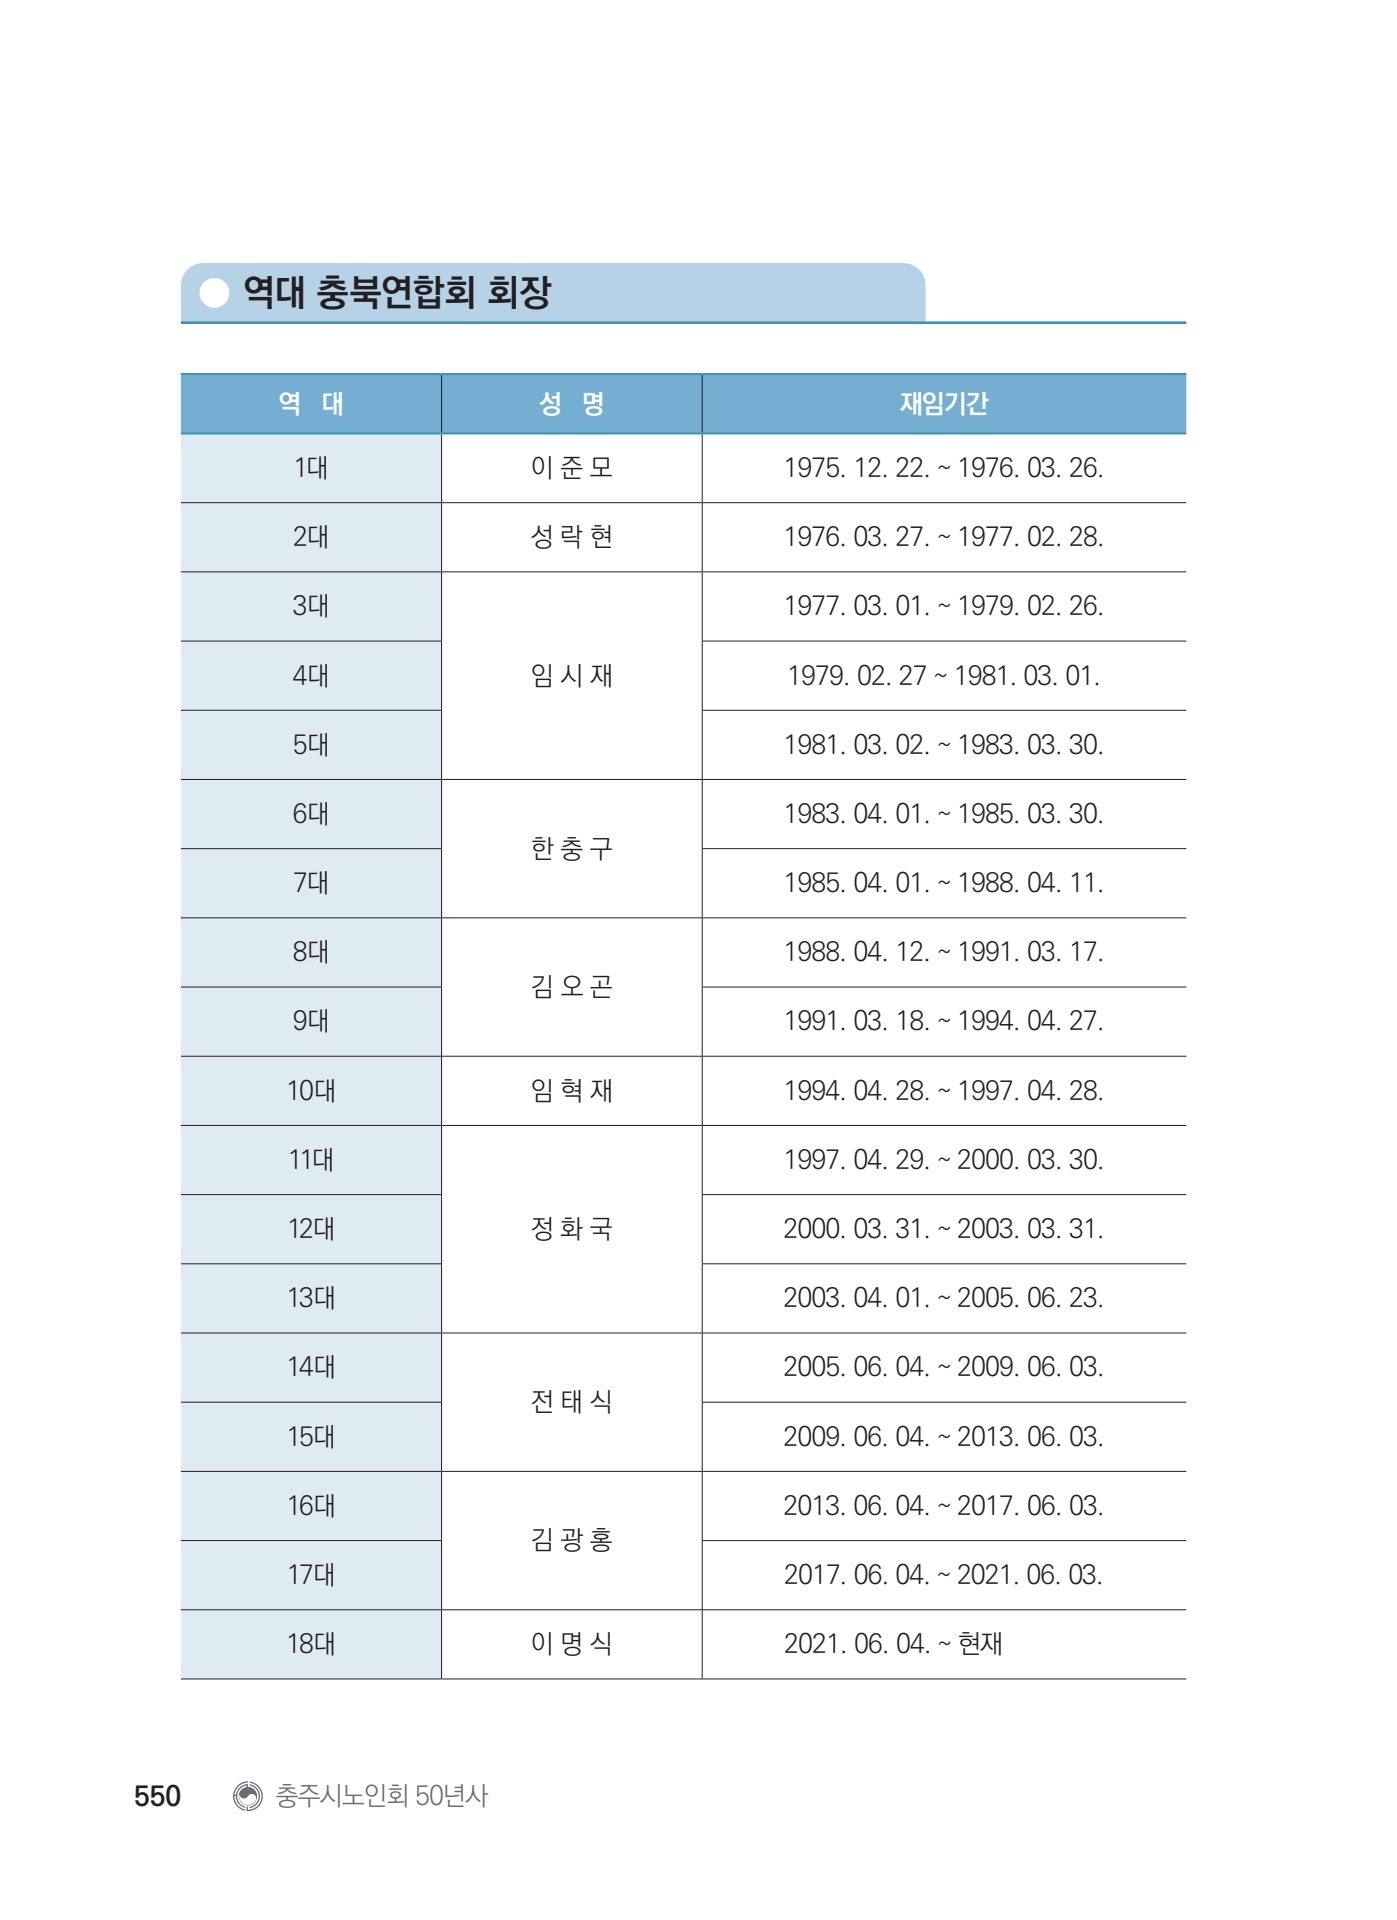 역대 충북연합회 회장
역 대 성 명 재임기간
1대 이 준 모 1975. 12. 22. ~ 1976. 03. 26.
2대 성 락 현 1976. 03. 27. ~ 1977. 02. 28.
3대 1977. 03. 01. ~ 1979. 02. 26.
4대 임 시 재 1979. 02. 27 ~ 1981. 03. 01.
5대 1981. 03. 02. ~ 1983. 03. 30.
6대 1983. 04. 01. ~ 1985. 03. 30.
한 충 구
7대 1985. 04. 01. ~ 1988. 04. 11.
8대 1988. 04. 12. ~ 1991. 03. 17.
김 오 곤
9대 1991. 03. 18. ~ 1994. 04. 27.
10대 임 혁 재 1994. 04. 28. ~ 1997. 04. 28.
11대 1997. 04. 29. ~ 2000. 03. 30.
12대 정 화 국 2000. 03. 31. ~ 2003. 03. 31.
13대 2003. 04. 01. ~ 2005. 06. 23.
14대 2005. 06. 04. ~ 2009. 06. 03.
전 태 식
15대 2009. 06. 04. ~ 2013. 06. 03.
16대 2013. 06. 04. ~ 2017. 06. 03.
김 광 홍
17대 2017. 06. 04. ~ 2021. 06. 03.
18대 이 명 식 2021. 06. 04. ~ 현재
550 충주시노인회 50년사